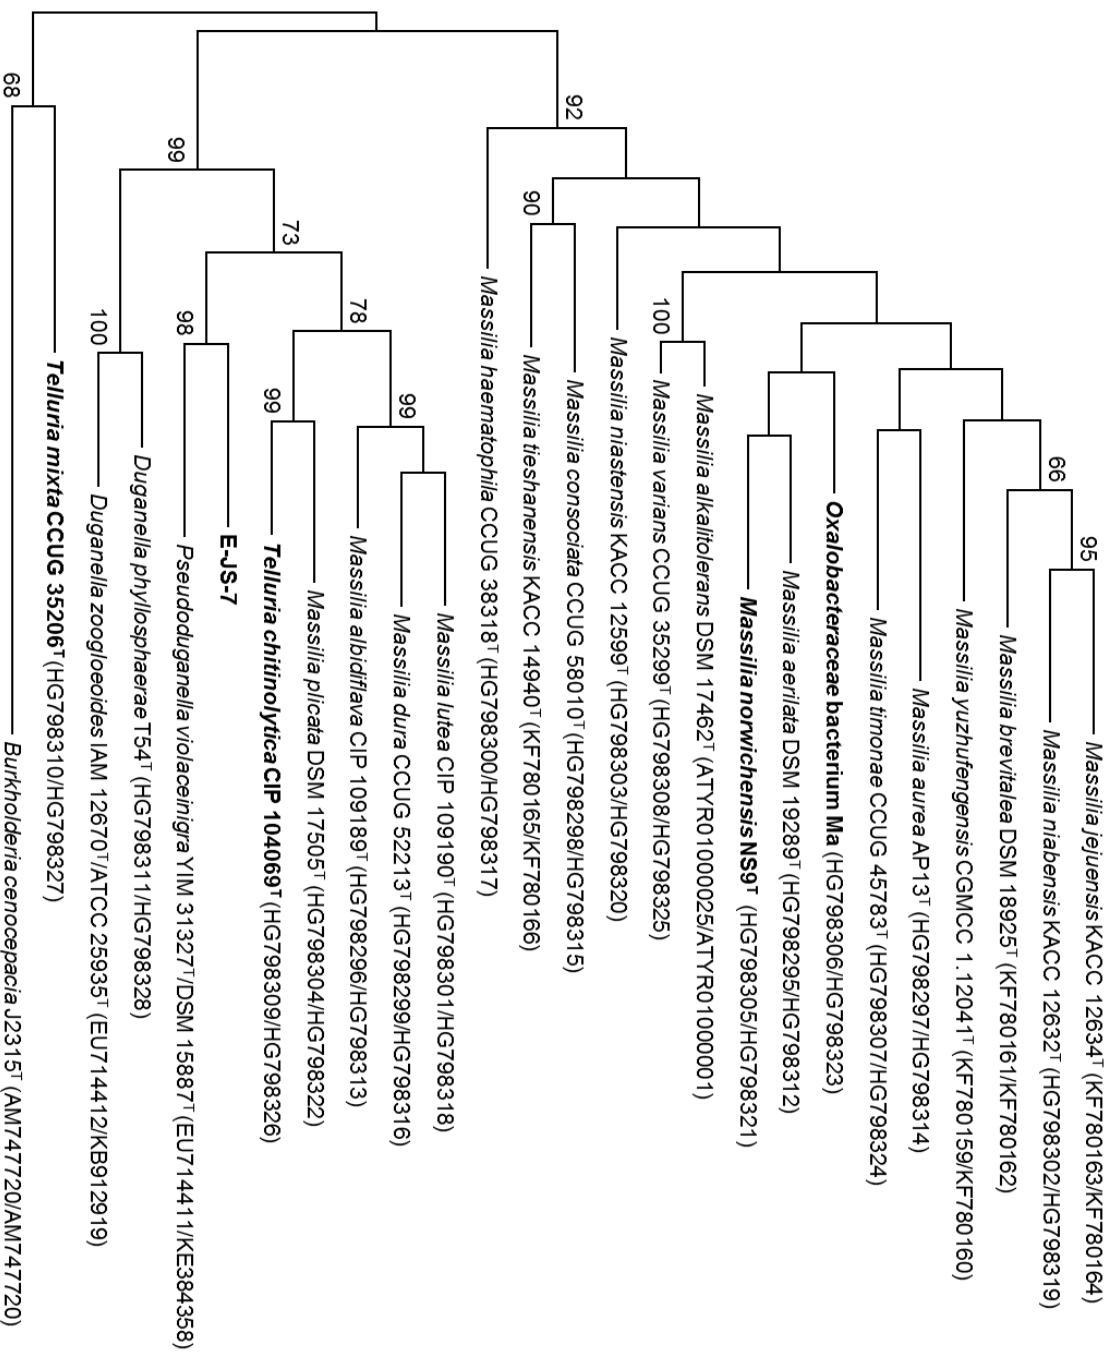 95
Massilia jejuensis KACC 12634ᵀ (KF780163/KF780164)
66
Massilia niabensis KACC 12632ᵀ (HG798302/HG798319)
Massilia brevitalea DSM 18925ᵀ (KF780161/KF780162)
Massilia yuzhufengensis CGMCC 1.12041ᵀ (KF780159/KF780160)
Massilia aurea AP13ᵀ (HG798297/HG798314)
Massilia timonae CCUG 45783ᵀ (HG798307/HG798324)
Oxalobacteraceae bacterium Ma (HG798306/HG798323)
Massilia aerilata DSM 19289ᵀ (HG798295/HG798312)
Massilia norwichensis NS9ᵀ (HG798305/HG798321)
Massilia alkalitolerans DSM 17462ᵀ (ATYR01000025/ATYR01000001)
100
Massilia varians CCUG 35299ᵀ (HG798308/HG798325)
Massilia niastensis KACC 12599ᵀ (HG798303/HG798320)
92
Massilia consociata CCUG 58010ᵀ (HG798298/HG798315)
90
Massilia tieshanensis KACC 14940ᵀ (KF780165/KF780166)
Massilia haematophila CCUG 38318ᵀ (HG798300/HG798317)
Massilia lutea CIP 109190ᵀ (HG798301/HG798318)
99
Massilia dura CCUG 52213ᵀ (HG798299/HG798316)
78
Massilia albidiflava CIP 109189ᵀ (HG798296/HG798313)
Massilia plicata DSM 17505ᵀ (HG798304/HG798322)
73
99
Telluria chitinolytica CIP 104069ᵀ (HG798309/HG798326)
E-JS-7
98
99
Pseudoduganella violaceinigra YIM 31327ᵀ/DSM 15887ᵀ (EU714411/KE384358)
Duganella phyllosphaerae T54ᵀ (HG798311/HG798328)
100
Duganella zoogloeoides IAM 12670ᵀ/ATCC 25935ᵀ (EU714412/KB912919)
Telluria mixta CCUG 35206ᵀ (HG798310/HG798327)
68
Burkholderia cenocepacia J2315ᵀ (AM747720/AM747720)